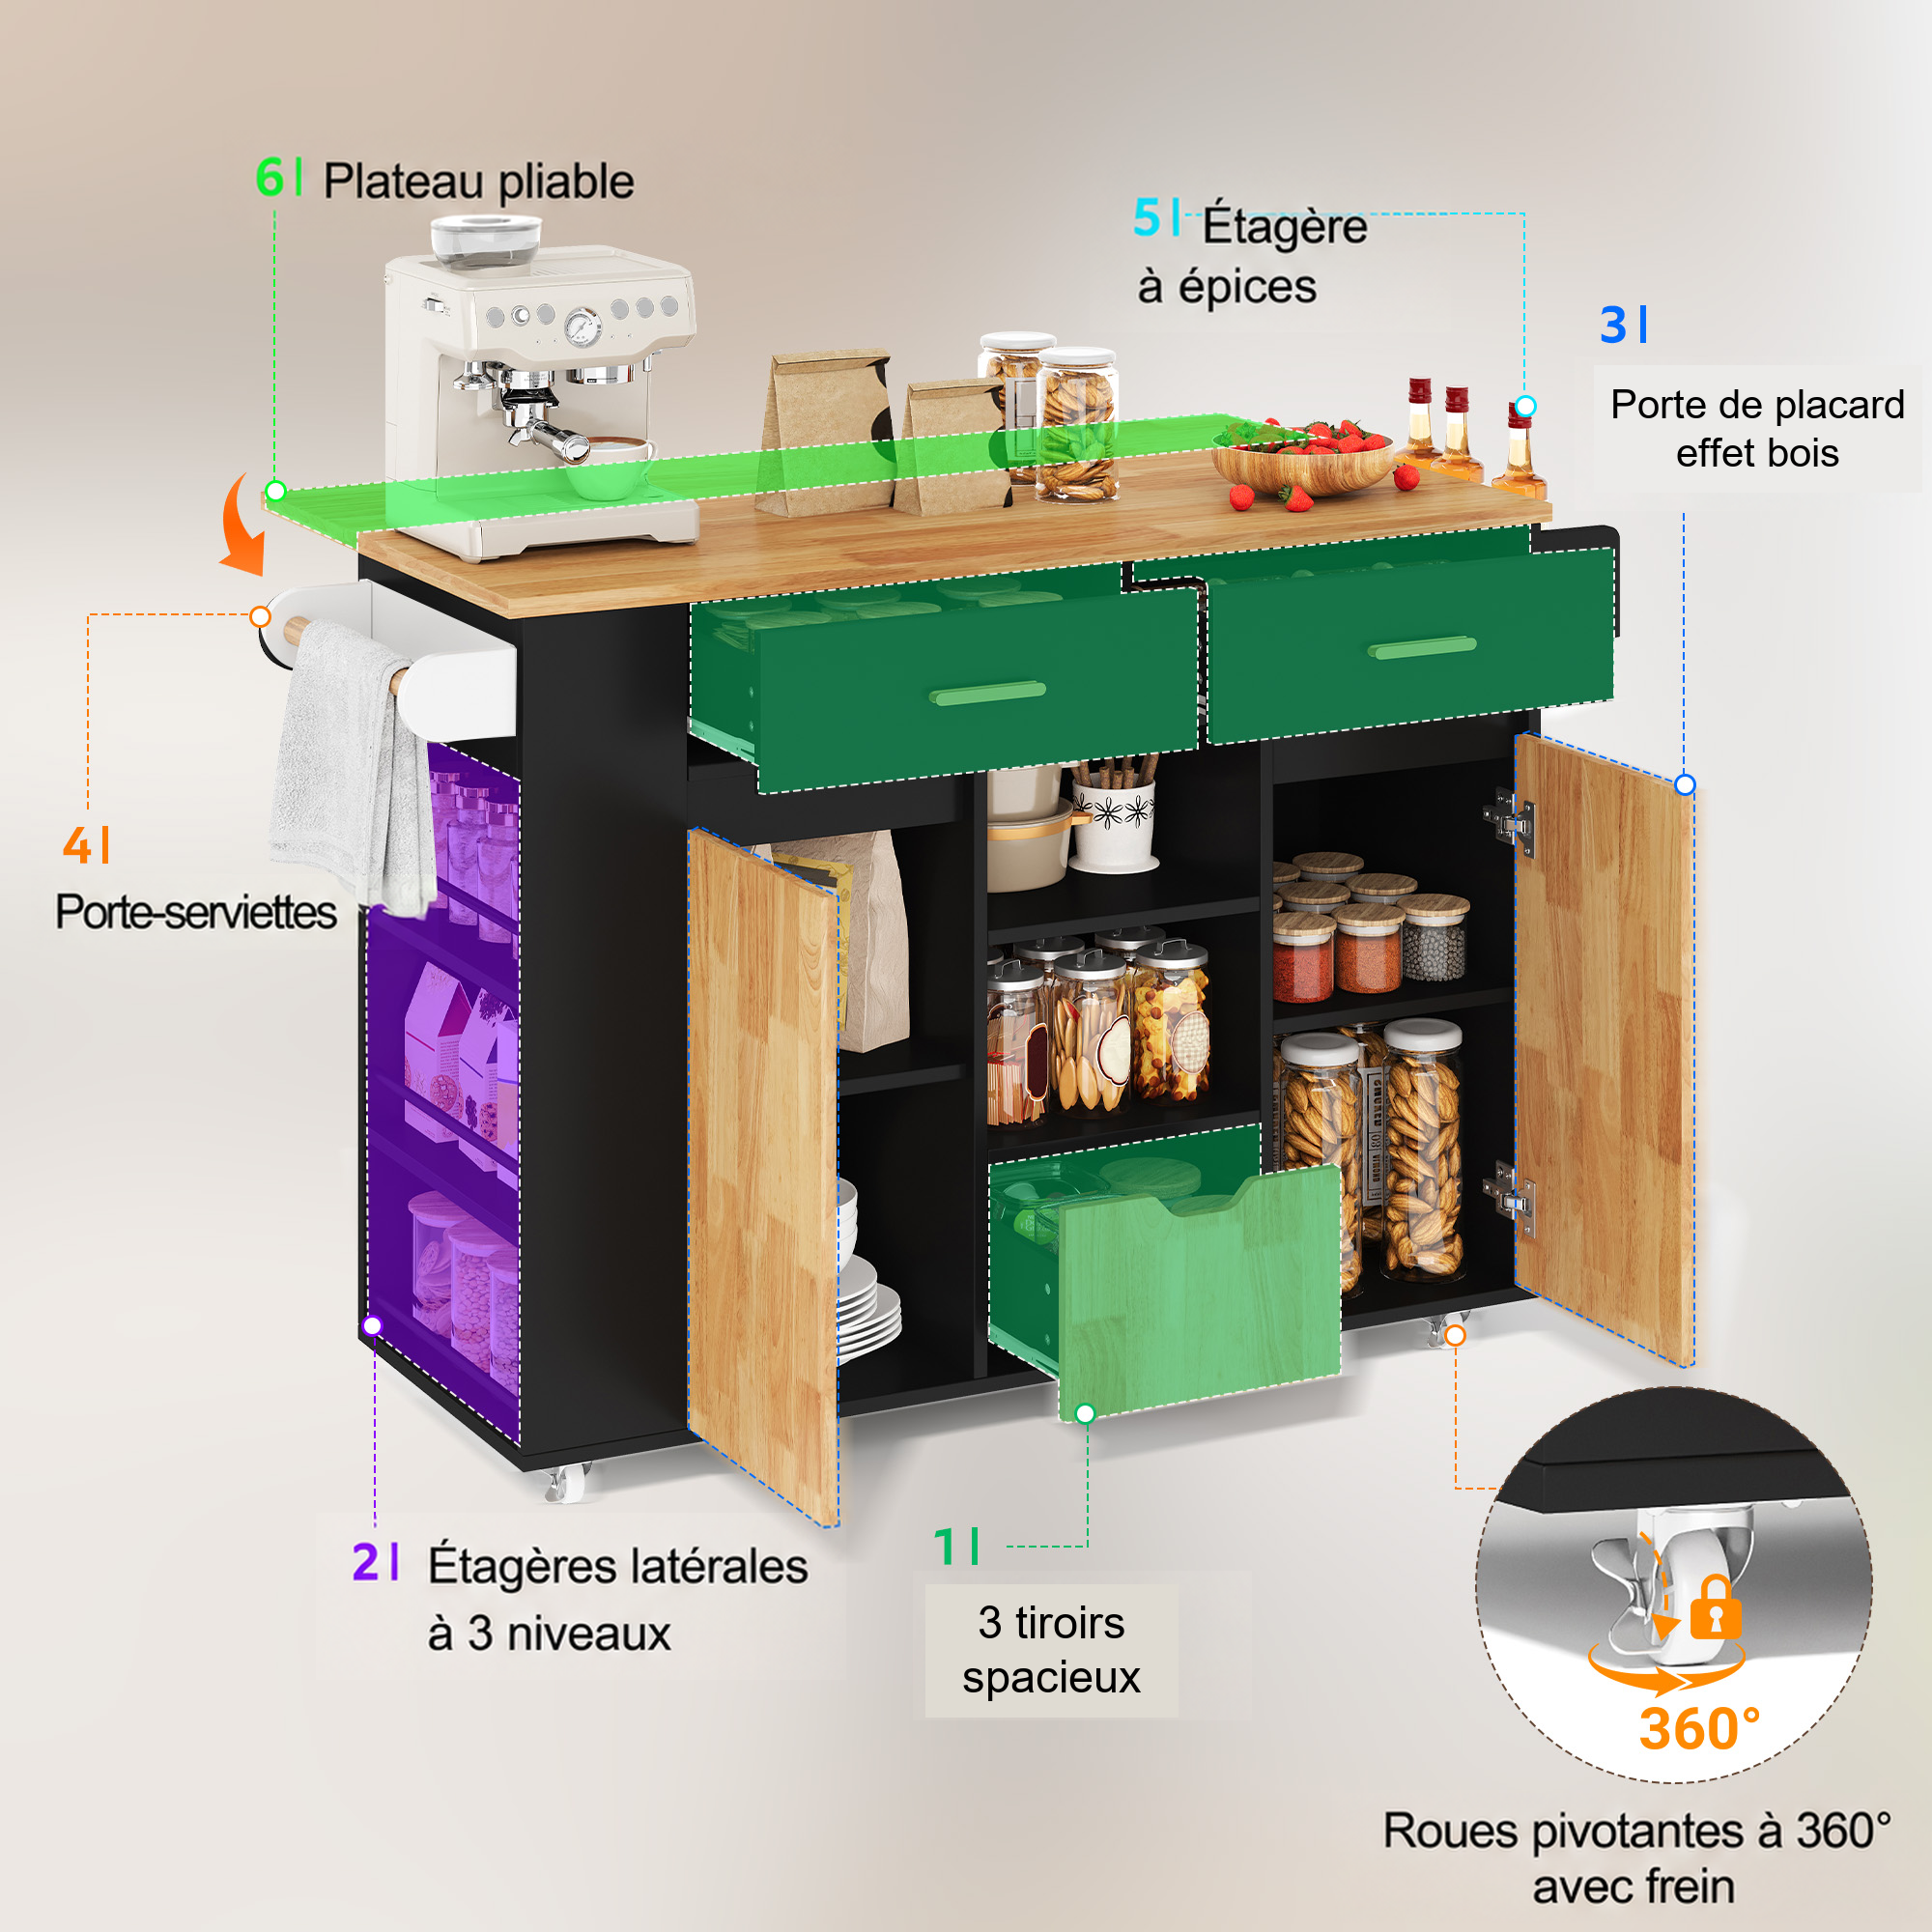 6| Plateau pliable
5| Étagère
à épices
3|
Porte de placard
effet bois
4|
Porte-serviettes
2| Étagères latérales
à 3 niveaux
1|
3 tiroirs
spacieux
360°
Roues pivotantes à 360°
avec frein